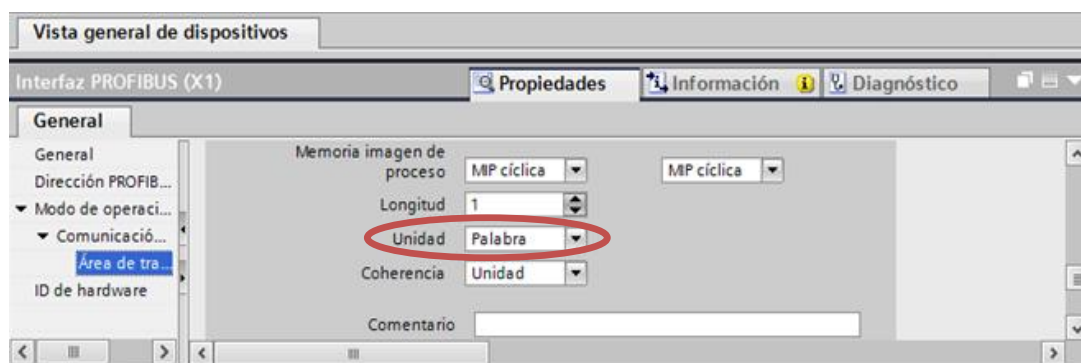 Vista general de dispositivos
Interfaz PROFIBUS (X1)
Propiedades
Información
Diagnóstico
General
General
Dirección PROFIB...
Modo de operaci...
Comunicació...
Área de tra...
ID de hardware
Memoria imagen de
proceso MIP cíclica MIP cíclica
Longitud 1
Unidad Palabra
Coherencia Unidad
Comentario